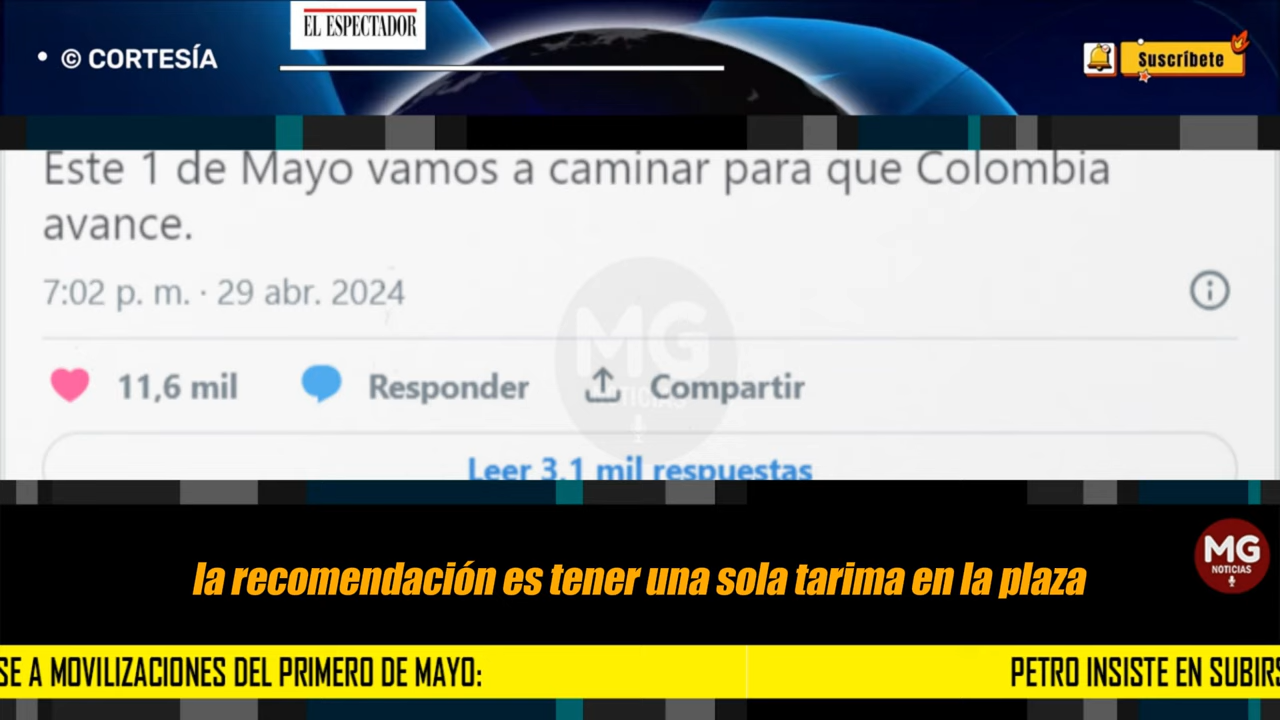 EL ESPECTADOR
• © CORTESÍA
Suscríbete
Este 1 de Mayo vamos a caminar para que Colombia
avance.
7:02 p. m. · 29 abr. 2024
11,6 mil
Responder
Compartir
MG
NOTICIAS
Leer 3,1 mil respuestas
la recomendación es tener una sola tarima en la plaza
MG
NOTICIAS
SE A MOVILIZACIONES DEL PRIMERO DE MAYO:
PETRO INSISTE EN SUBIRS